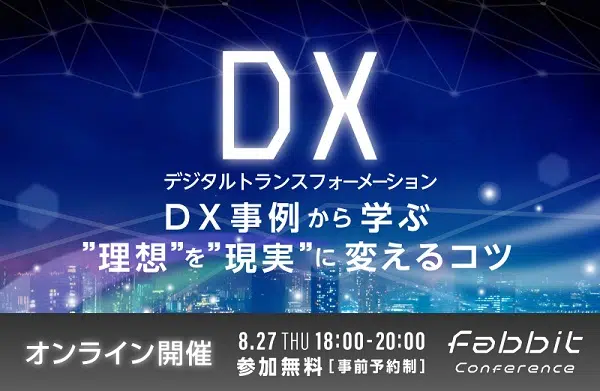 DX
デジタルトランスフォーメーション
DX事例から学ぶ
”理想”を”現実”に変えるコツ
オンライン開催
8.27 THU 18:00-20:00
参加無料[事前予約制]
fabbit
Conference